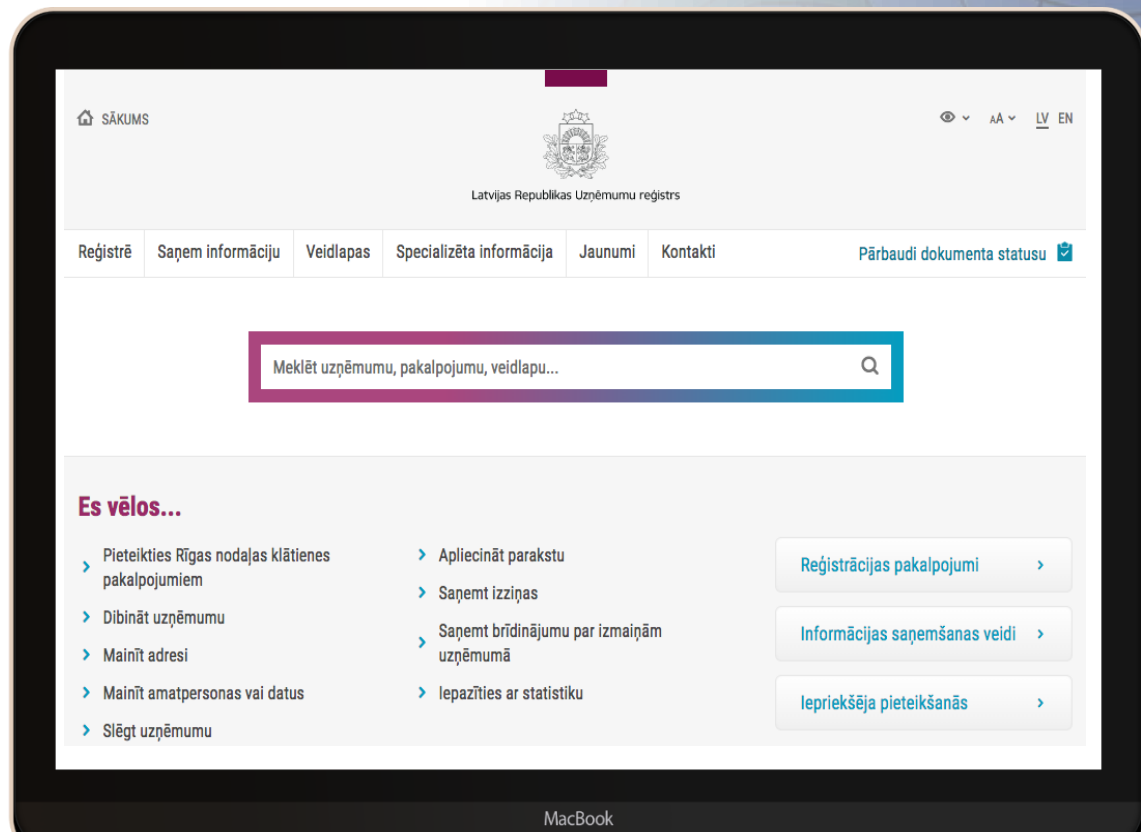 SĀKUMS
AA
LV EN
Latvijas Republikas Uzņēmumu reģistrs
Reģistrē Saņem informāciju Veidlapas Specializēta informācija Jaunumi Kontakti Pārbaudi dokumenta statusu
Meklēt uzņēmumu, pakalpojumu, veidlapu...
Es vēlos...
Pieteikties Rīgas nodaļas klātienes
pakalpojumiem
Dibināt uzņēmumu
Mainīt adresi
Mainīt amatpersonas vai datus
Slēgt uzņēmumu
Apliecināt parakstu
Saņemt izziņas
Saņemt brīdinājumu par izmaiņām
uzņēmumā
Iepazīties ar statistiku
Reģistrācijas pakalpojumi
Informācijas saņemšanas veidi
Iepriekšēja pieteikšanās
MacBook